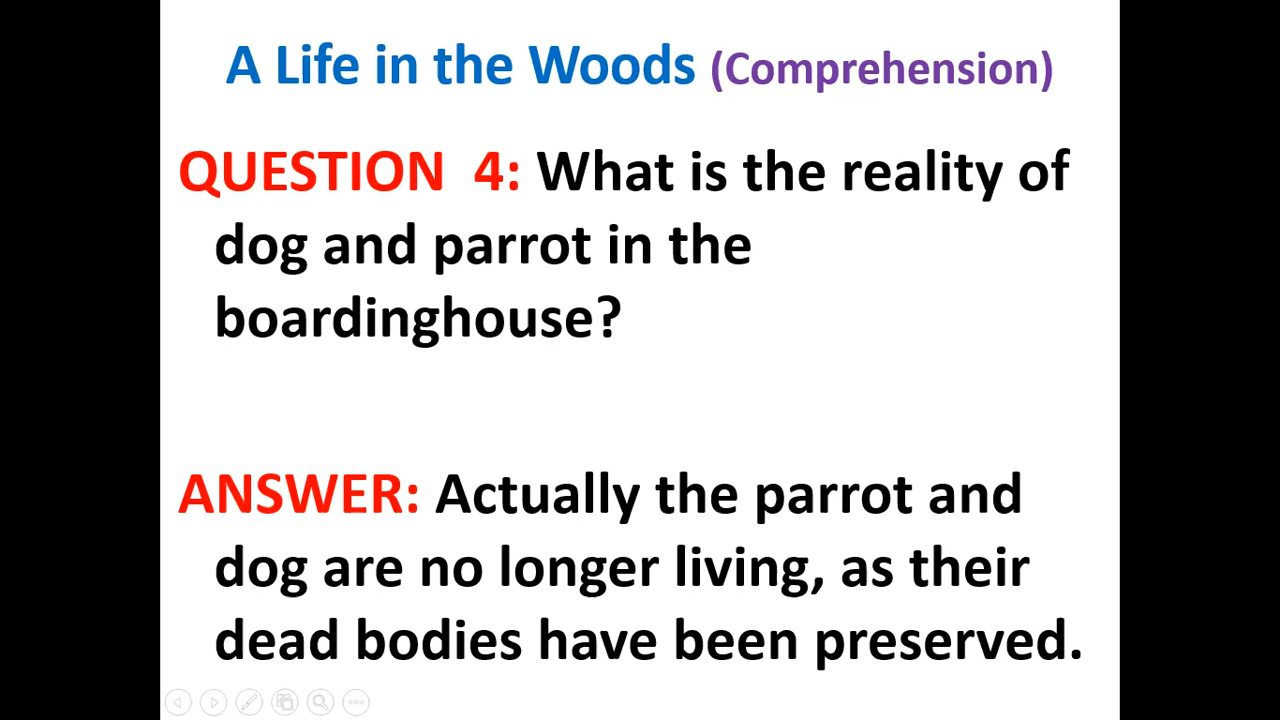 A Life in the Woods (Comprehension)
QUESTION 4: What is the reality of
dog and parrot in the
boardinghouse?
ANSWER: Actually the parrot and
dog are no longer living, as their
dead bodies have been preserved.